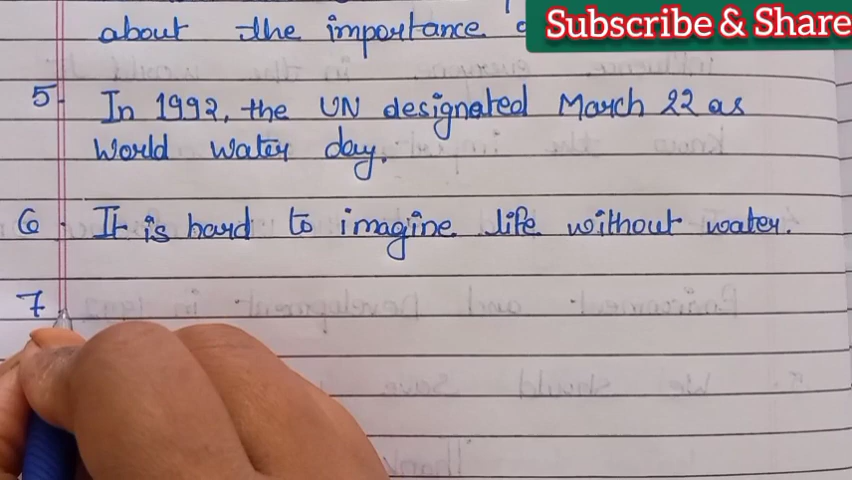 Subscribe & Share
about the importance
5. In 1992, the UN designated March 22 as
World Water day.
6. It is hard to imagine life without water.
7